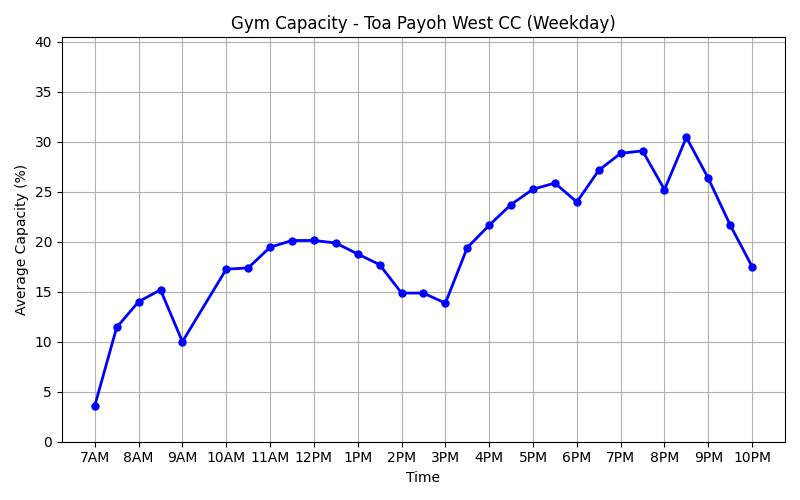 Gym Capacity - Toa Payoh West CC (Weekday)
40
35
30
25
20
15
10
5
0
Average Capacity (%)
7AM 8AM 9AM 10AM 11AM 12PM 1PM 2PM 3PM 4PM 5PM 6PM 7PM 8PM 9PM 10PM
Time